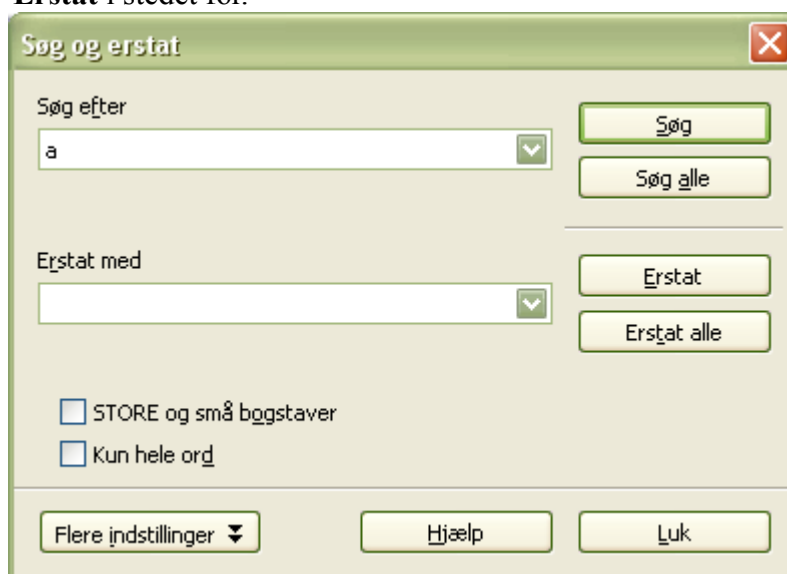 Erstat i stedet for.
Søg og erstat
Søg efter
a
Søg
Søg alle
Erstat med
Erstat
Erstat alle
STORE og små bogstaver
Kun hele ord
Flere indstillinger
Hjælp
Luk